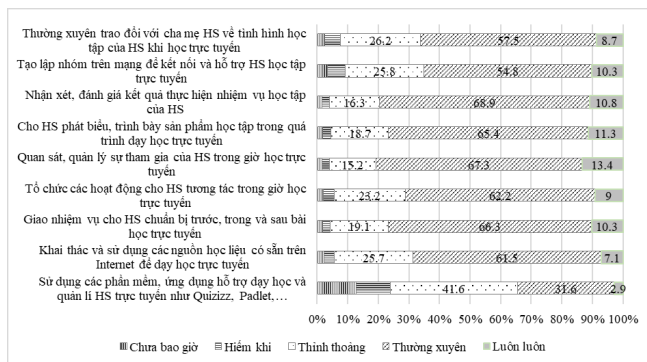 Thường xuyên trao đổi với cha mẹ HS về tình hình học
tập của HS khi học trực tuyến
26.2 57.5 8.7
Tạo lập nhóm trên mạng để kết nối và hỗ trợ HS học tập
trực tuyến
25.8 54.8 10.3
Nhận xét, đánh giá kết quả thực hiện nhiệm vụ học tập
của HS
16.3 68.9 10.8
Cho HS phát biểu, trình bày sản phẩm học tập trong quá
trình dạy học trực tuyến
18.7 65.4 11.3
Quan sát, quản lý sự tham gia của HS trong giờ học trực
tuyến
15.2 67.3 13.4
Tổ chức các hoạt động cho HS tương tác trong giờ học
trực tuyến
23.2 62.2 9
Giao nhiệm vụ cho HS chuẩn bị trước, trong và sau bài
học trực tuyến
19.1 66.3 10.3
Khai thác và sử dụng các nguồn học liệu có sẵn trên
Internet để dạy học trực tuyến
25.7 61.5 7.1
Sử dụng các phần mềm, ứng dụng hỗ trợ dạy học và
quản lí HS trực tuyến như Quizizz, Padlet,…
41.6 31.6 2.9
0% 10% 20% 30% 40% 50% 60% 70% 80% 90% 100%
Chưa bao giờ Hiếm khi Thỉnh thoảng Thường xuyên Luôn luôn